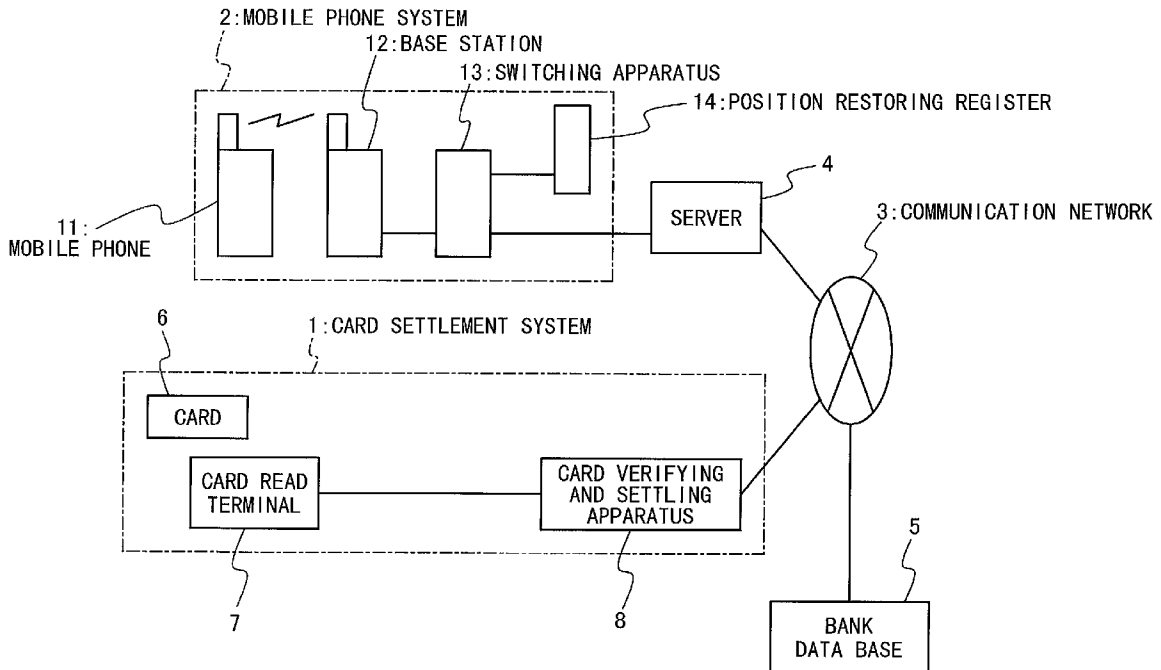 2:MOBILE PHONE SYSTEM
12:BASE STATION
13:SWITCHING APPARATUS
14:POSITION RESTORING REGISTER
4
SERVER
3:COMMUNICATION NETWORK
11:
MOBILE PHONE
6
1:CARD SETTLEMENT SYSTEM
CARD
CARD READ
TERMINAL
CARD VERIFYING
AND SETTLING
APPARATUS
7
8
5
BANK
DATA BASE